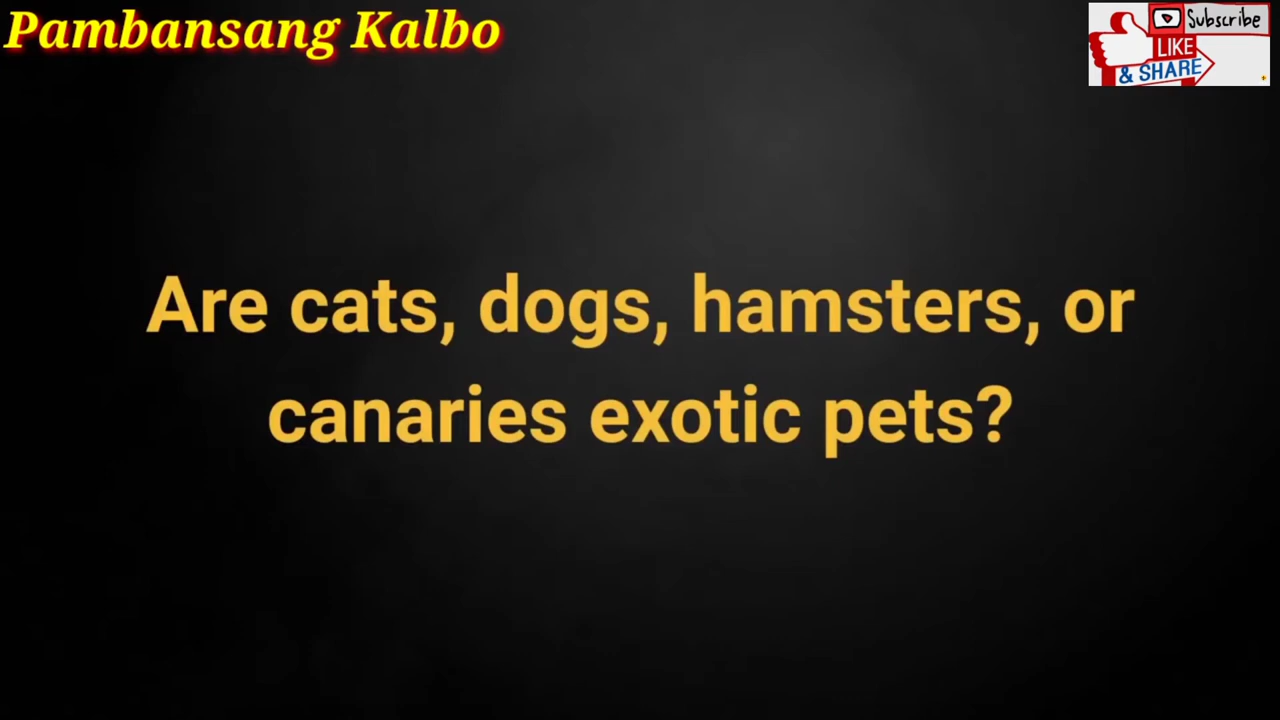 Pambansang Kalbo
Subscribe
LIKE
& SHARE
Are cats, dogs, hamsters, or
canaries exotic pets?